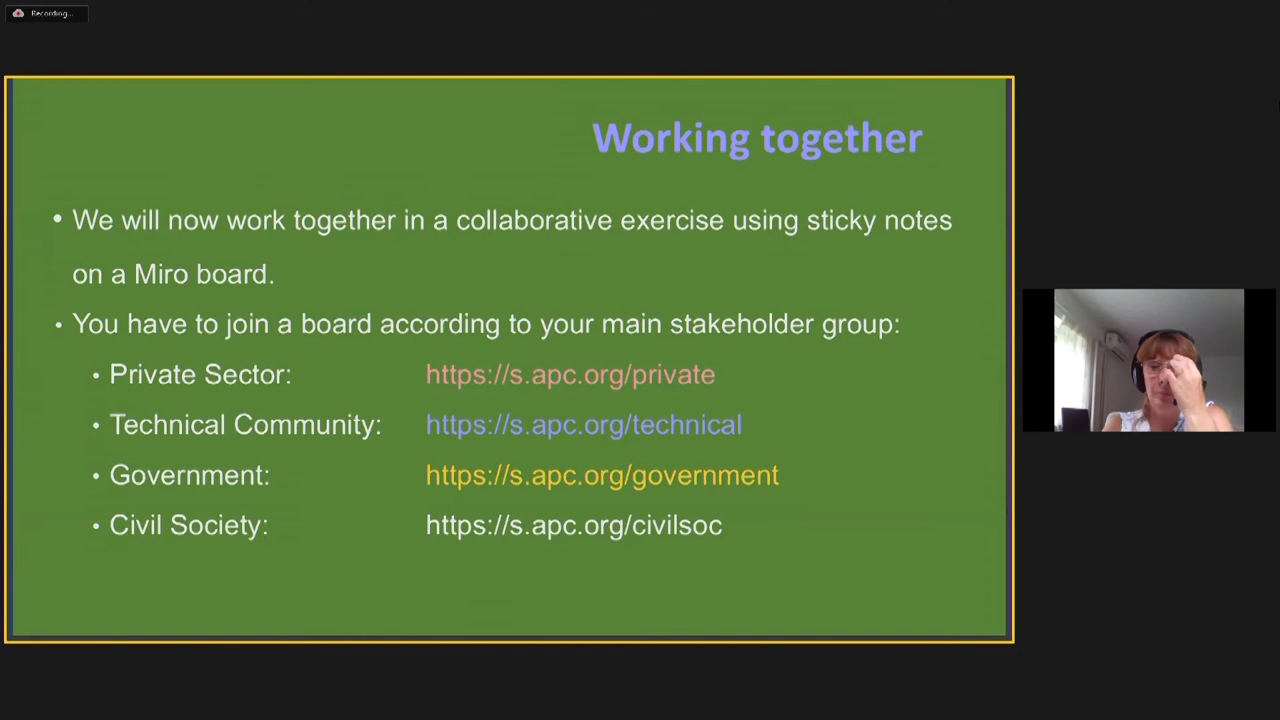 Recording...
Working together
• We will now work together in a collaborative exercise using sticky notes
on a Miro board.
• You have to join a board according to your main stakeholder group:
• Private Sector: https://s.apc.org/private
• Technical Community: https://s.apc.org/technical
• Government: https://s.apc.org/government
• Civil Society: https://s.apc.org/civilsoc